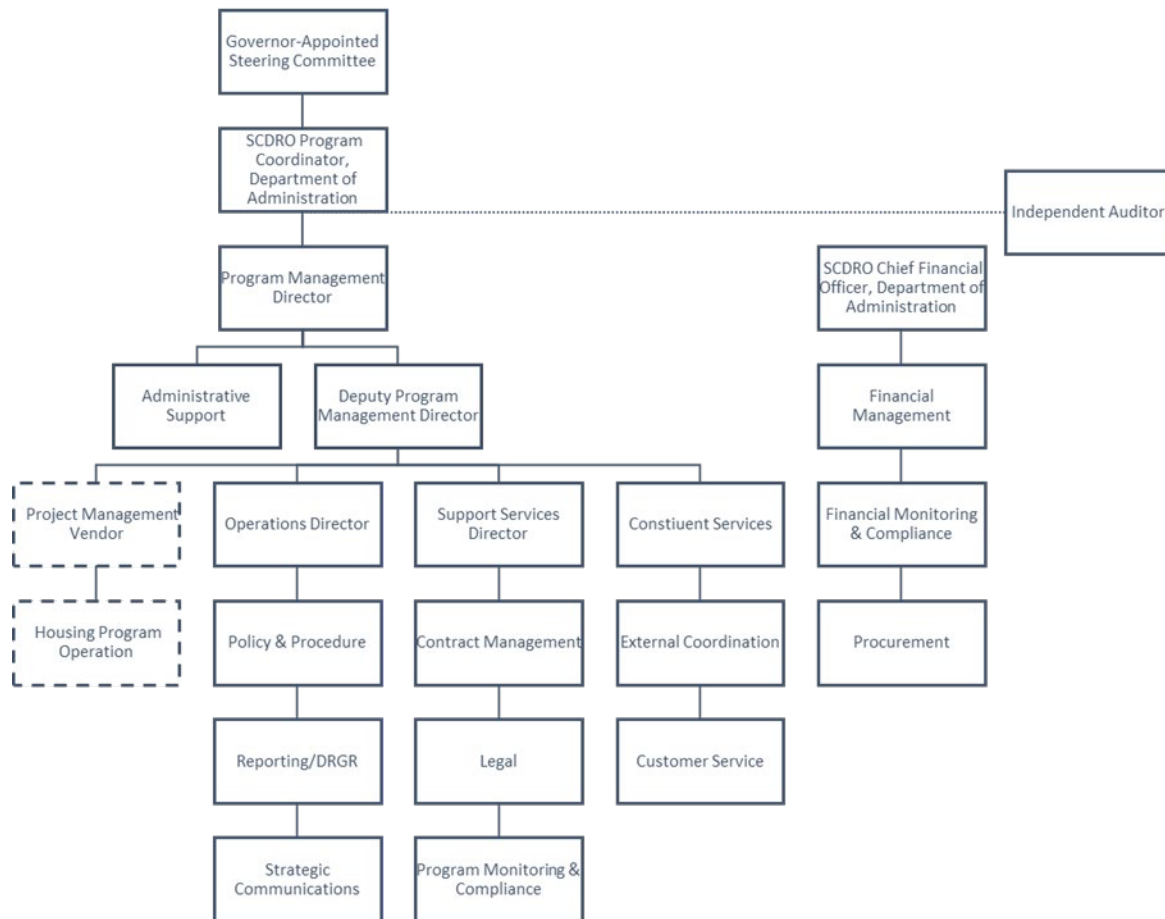 Governor-Appointed
Steering Committee
SCDRO Program
Coordinator,
Department of
Administration
Independent Auditor
Program Management
Director
SCDRO Chief Financial
Officer, Department of
Administration
Administrative
Support
Deputy Program
Management Director
Financial
Management
Project Management
Vendor
Operations Director
Support Services
Director
Constiuent Services
Financial Monitoring
& Compliance
Housing Program
Operation
Policy & Procedure
Contract Management
External Coordination
Procurement
Reporting/DRGR
Legal
Customer Service
Strategic
Communications
Program Monitoring &
Compliance